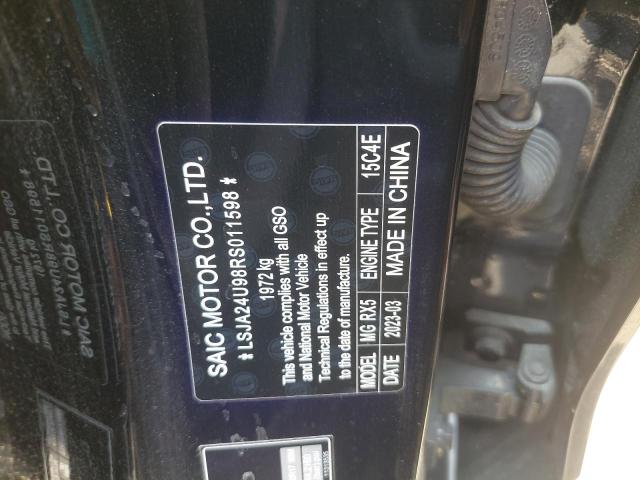 SAIC MOTOR CO.,LTD.
*LSJA24U98RS011598*
1972 kg
This vehicle complies with all GSO
and National Motor Vehicle
Technical Regulations in effect up
to the date of manufacture.
MODEL MG RX5 ENGINE TYPE 15C4E
DATE 2023-03 MADE IN CHINA